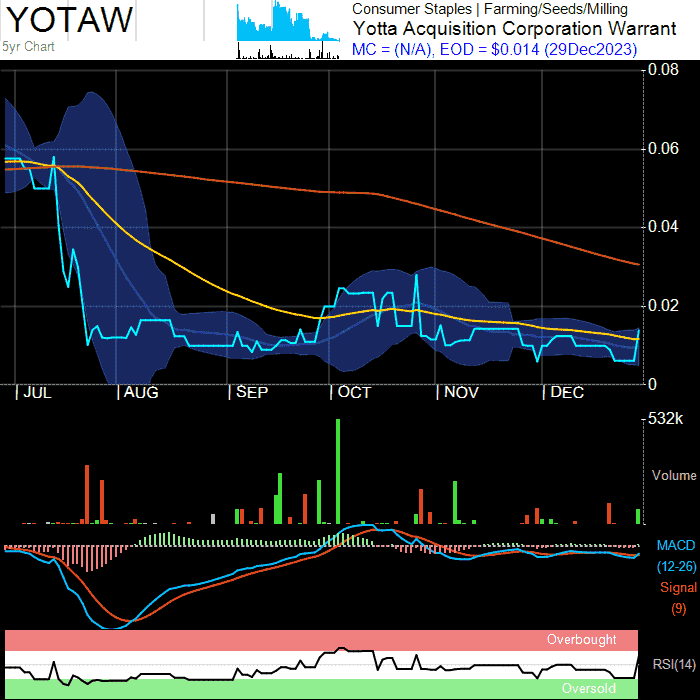 YOTAW
5yr Chart
Consumer Staples | Farming/Seeds/Milling
Yotta Acquisition Corporation Warrant
MC = (N/A), EOD = $0.014 (29Dec2023)
0.08
0.06
0.04
0.02
0
JUL AUG SEP OCT NOV DEC
532k
Volume
MACD
(12-26)
Signal
(9)
Overbought
RSI(14)
Oversold